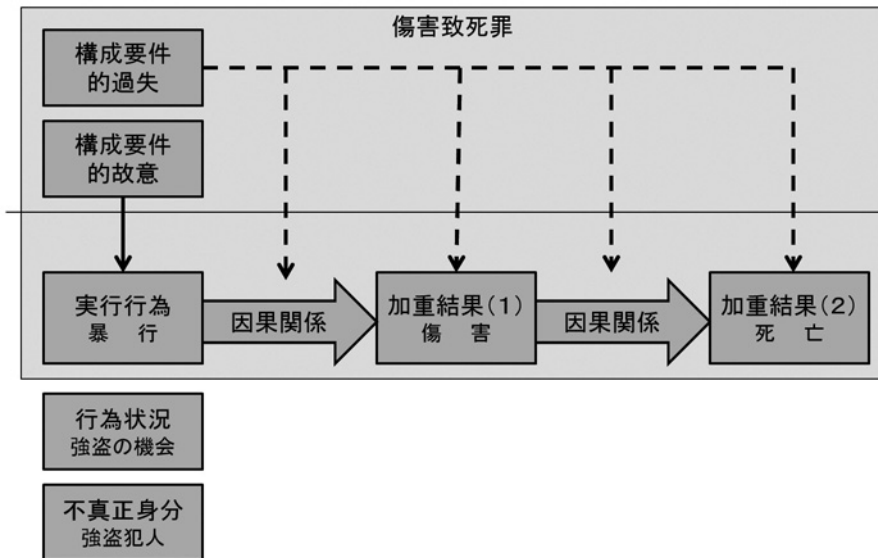 傷害致死罪
構成要件
的過失
構成要件
的故意
実行行為
暴　行
因果関係
加重結果(1)
傷　害
因果関係
加重結果(2)
死　亡
行為状況
強盗の機会
不真正身分
強盗犯人